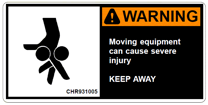 WARNING
Moving equipment
can cause severe
injury
KEEP AWAY
CHR931005